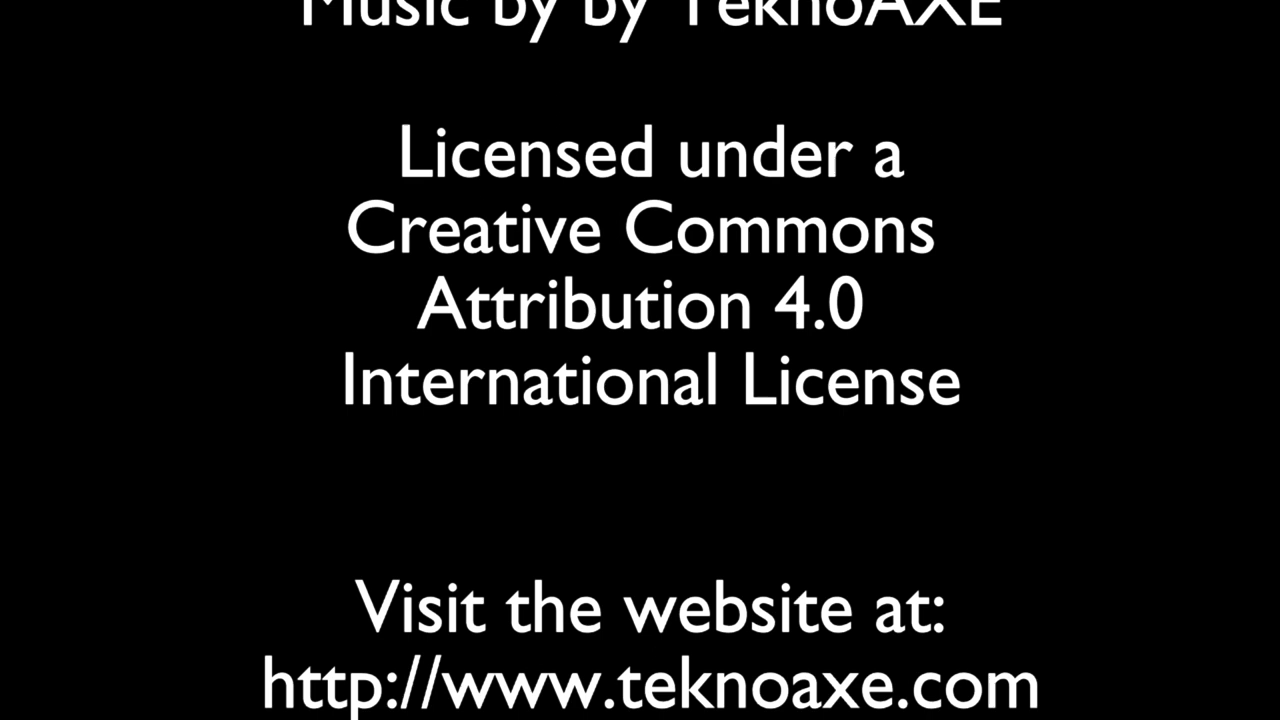 Music by by TeknoAXE
Licensed under a
Creative Commons
Attribution 4.0
International License
Visit the website at:
http://www.teknoaxe.com